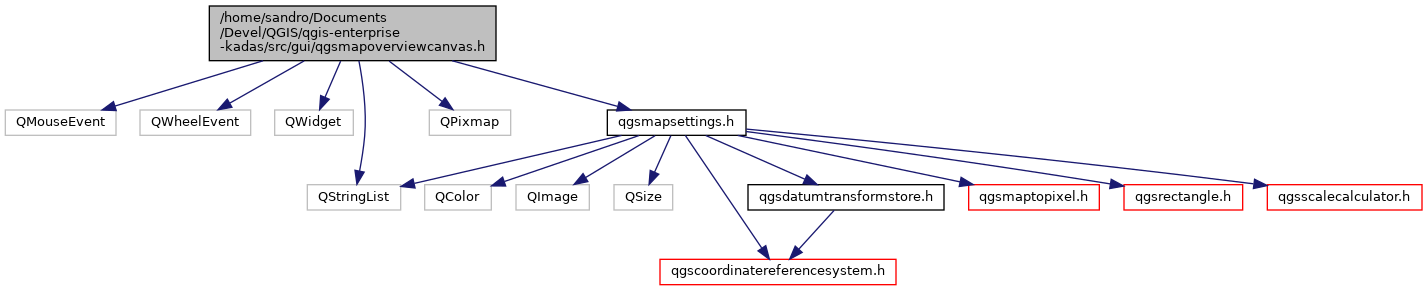 /home/sandro/Documents
/Devel/QGIS/qgis-enterprise
-kadas/src/gui/qgsmapoverviewcanvas.h
QMouseEvent
QWheelEvent
QWidget
QPixmap
qgsmapsettings.h
QStringList
QColor
QImage
QSize
qgsdatumtransformstore.h
qgsmaptopixel.h
qgsrectangle.h
qgsscalecalculator.h
qgscoordinatereferencesystem.h